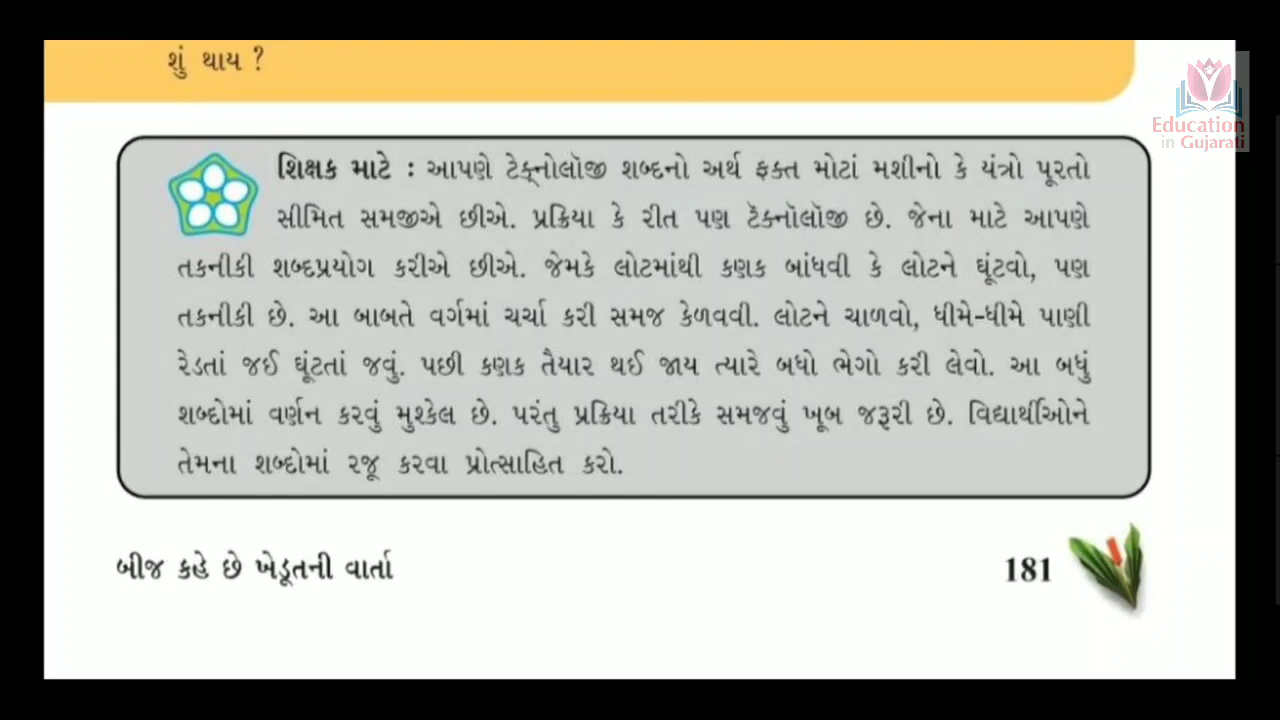 શું થાય ?
Education
in Gujarati
શિક્ષક માટે : આપણે ટેક્નોલૉજી શબ્દનો અર્થ ફક્ત મોટાં મશીનો કે યંત્રો પૂરતો
સીમિત સમજીએ છીએ. પ્રક્રિયા કે રીત પણ ટૅક્નૉલૉજી છે. જેના માટે આપણે
તકનીકી શબ્દપ્રયોગ કરીએ છીએ. જેમકે લોટમાંથી કણક બાંધવી કે લોટને ઘૂંટવો, પણ
તકનીકી છે. આ બાબતે વર્ગમાં ચર્ચા કરી સમજ કેળવવી. લોટને ચાળવો, ધીમે-ધીમે પાણી
રેડતાં જઈ ઘૂંટતાં જવું. પછી કણક તૈયાર થઈ જાય ત્યારે બધો ભેગો કરી લેવો. આ બધું
શબ્દોમાં વર્ણન કરવું મુશ્કેલ છે. પરંતુ પ્રક્રિયા તરીકે સમજવું ખૂબ જરૂરી છે. વિદ્યાર્થીઓને
તેમના શબ્દોમાં રજૂ કરવા પ્રોત્સાહિત કરો.
બીજ કહે છે ખેડૂતની વાર્તા
181